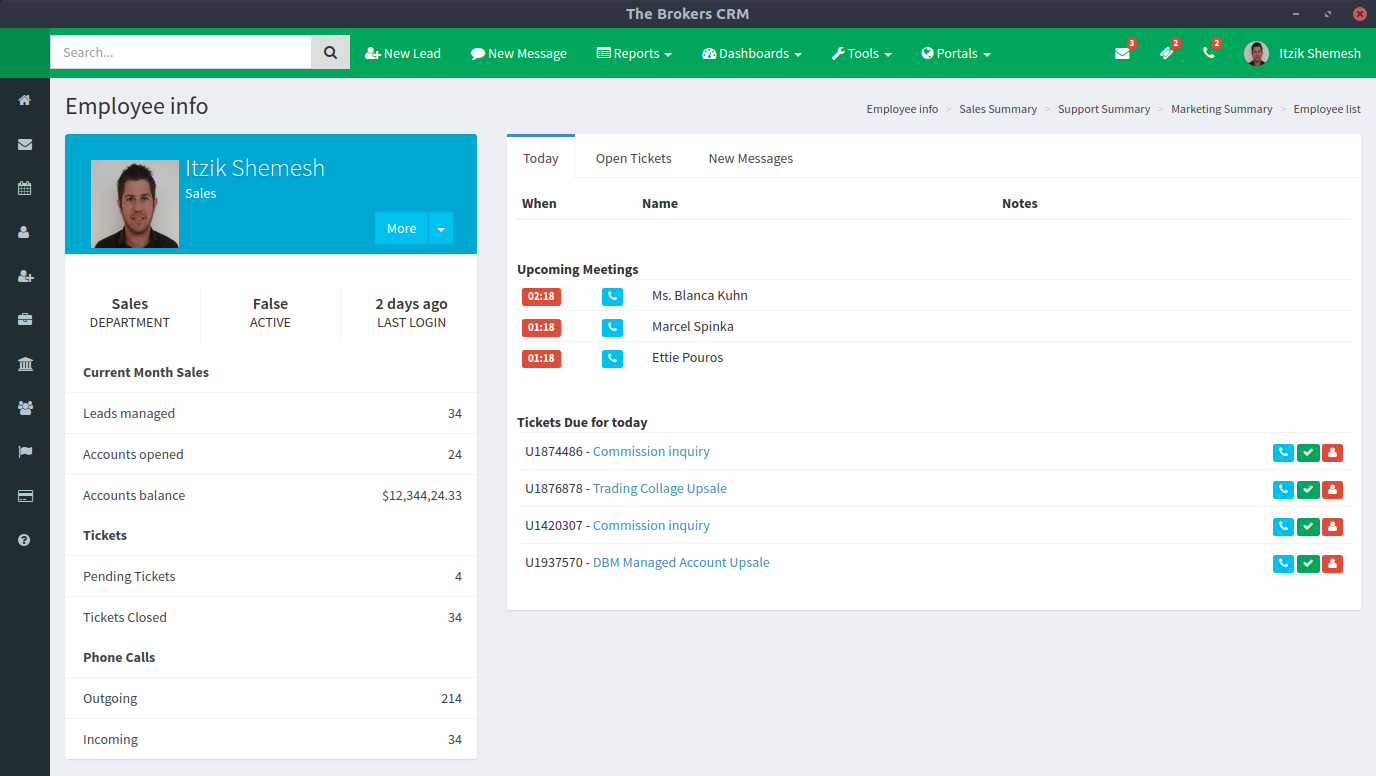 The Brokers CRM
Search... New Lead New Message Reports Dashboards Tools Portals 3 2 2 Itzik Shemesh
Employee info
Employee info > Sales Summary > Support Summary > Marketing Summary > Employee list
Itzik Shemesh
Sales
More
Sales False 2 days ago
DEPARTMENT ACTIVE LAST LOGIN
Current Month Sales
Leads managed 34
Accounts opened 24
Accounts balance $12,344,24.33
Tickets
Pending Tickets 4
Tickets Closed 34
Phone Calls
Outgoing 214
Incoming 34
Today Open Tickets New Messages
When Name Notes
Upcoming Meetings
02:18 Ms. Blanca Kuhn
01:18 Marcel Spinka
01:18 Ettie Pouros
Tickets Due for today
U1874486 - Commission inquiry
U1876878 - Trading Collage Upsale
U1420307 - Commission inquiry
U1937570 - DBM Managed Account Upsale